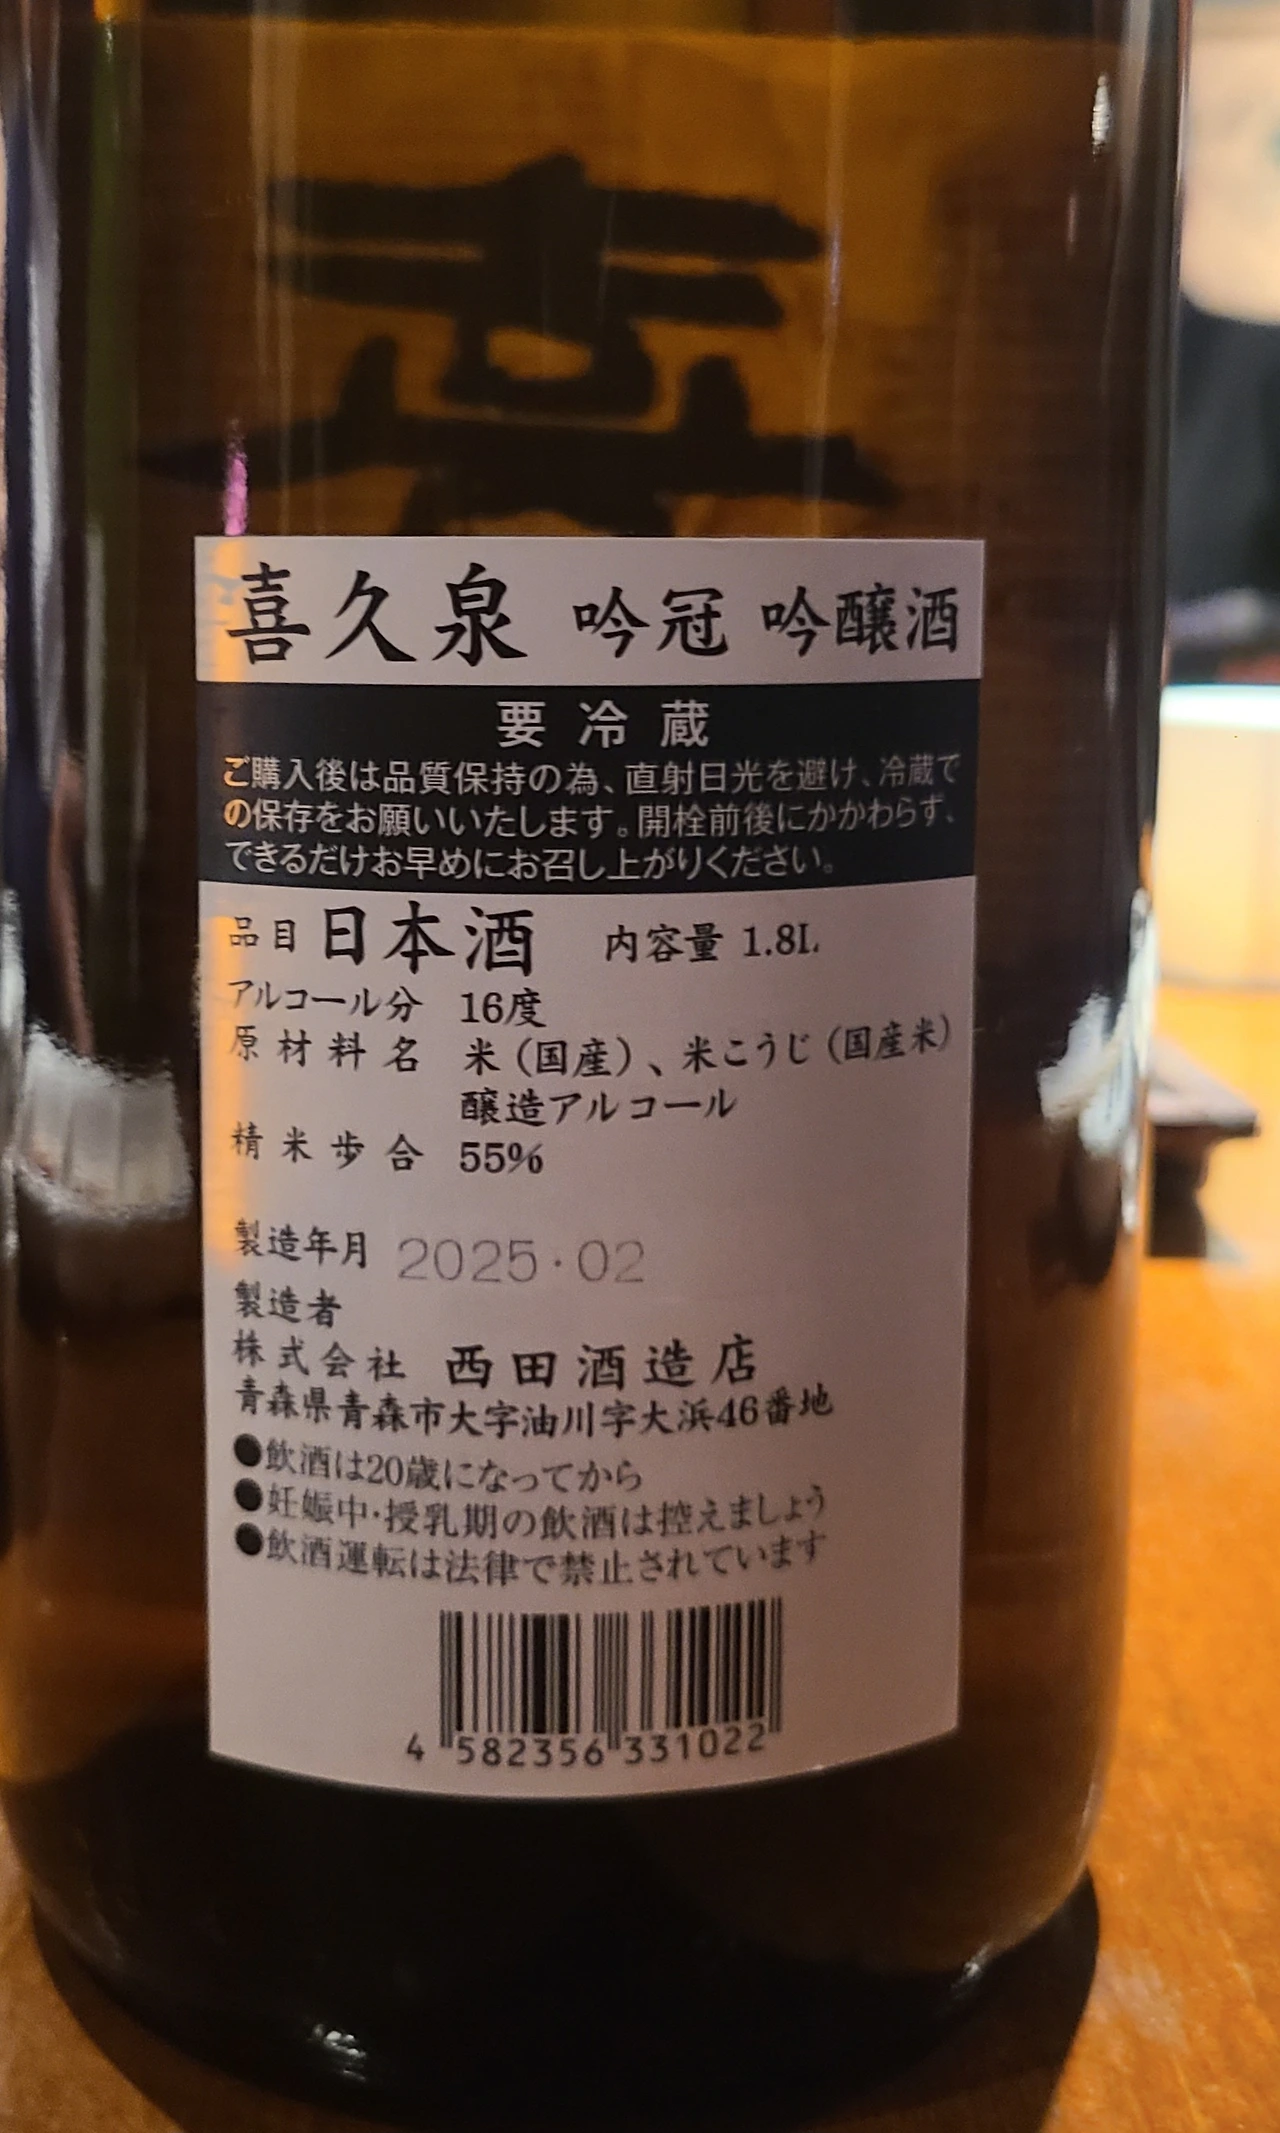 喜久泉 吟冠 吟醸酒
要冷蔵
ご購入後は品質保持の為、直射日光を避け、冷蔵で
の保存をお願いいたします。開栓前後にかかわらず、
できるだけお早めにお召し上がりください。
品目 日本酒 内容量 1.8L
アルコール分 16度
原材料名 米（国産）、米こうじ（国産米）
醸造アルコール
精米歩合 55%
製造年月 2025・02
製造者
株式会社 西田酒造店
青森県青森市大字油川字大浜46番地
●飲酒は20歳になってから
●妊娠中・授乳期の飲酒は控えましょう
●飲酒運転は法律で禁止されています
4 582356 331022